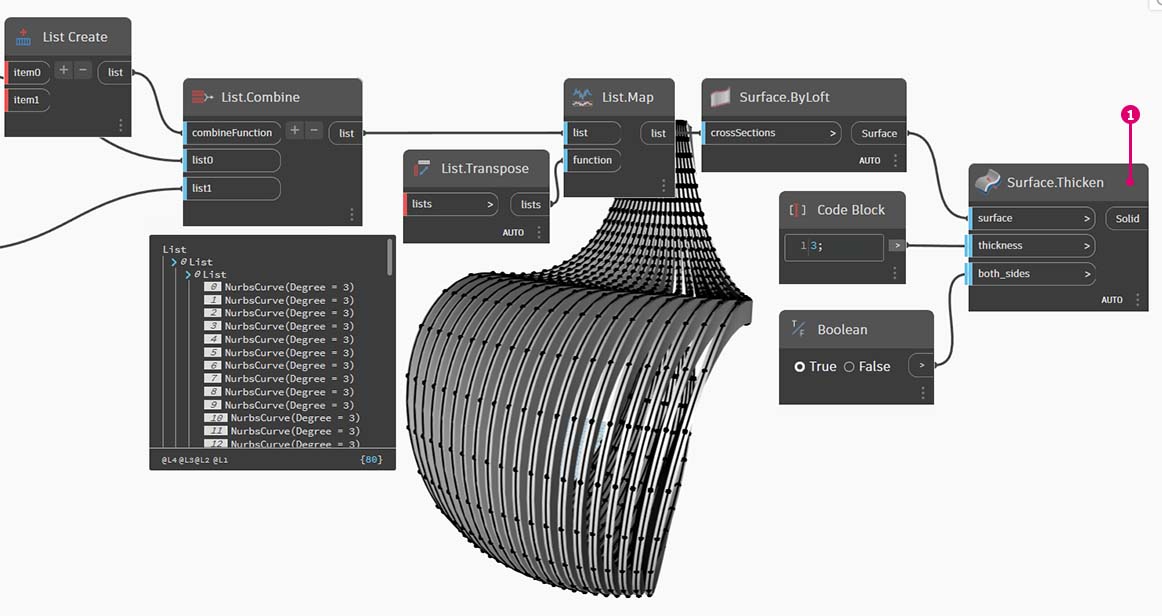 List Create
item0 + − list
item1
List.Combine
combineFunction + − list
list0
list1
List
0 List
0 List
0 NurbsCurve(Degree = 3)
1 NurbsCurve(Degree = 3)
2 NurbsCurve(Degree = 3)
3 NurbsCurve(Degree = 3)
4 NurbsCurve(Degree = 3)
5 NurbsCurve(Degree = 3)
6 NurbsCurve(Degree = 3)
7 NurbsCurve(Degree = 3)
8 NurbsCurve(Degree = 3)
9 NurbsCurve(Degree = 3)
10 NurbsCurve(Degree = 3)
11 NurbsCurve(Degree = 3)
12 NurbsCurve(Degree = 3)
@L4 @L3 @L2 @L1 {80}
List.Transpose
lists > lists
AUTO
List.Map
list list
function
Surface.ByLoft
crossSections > Surface
AUTO
Code Block
1 3; >
T/F Boolean
True False >
1
Surface.Thicken
surface > Solid
thickness >
both_sides >
AUTO